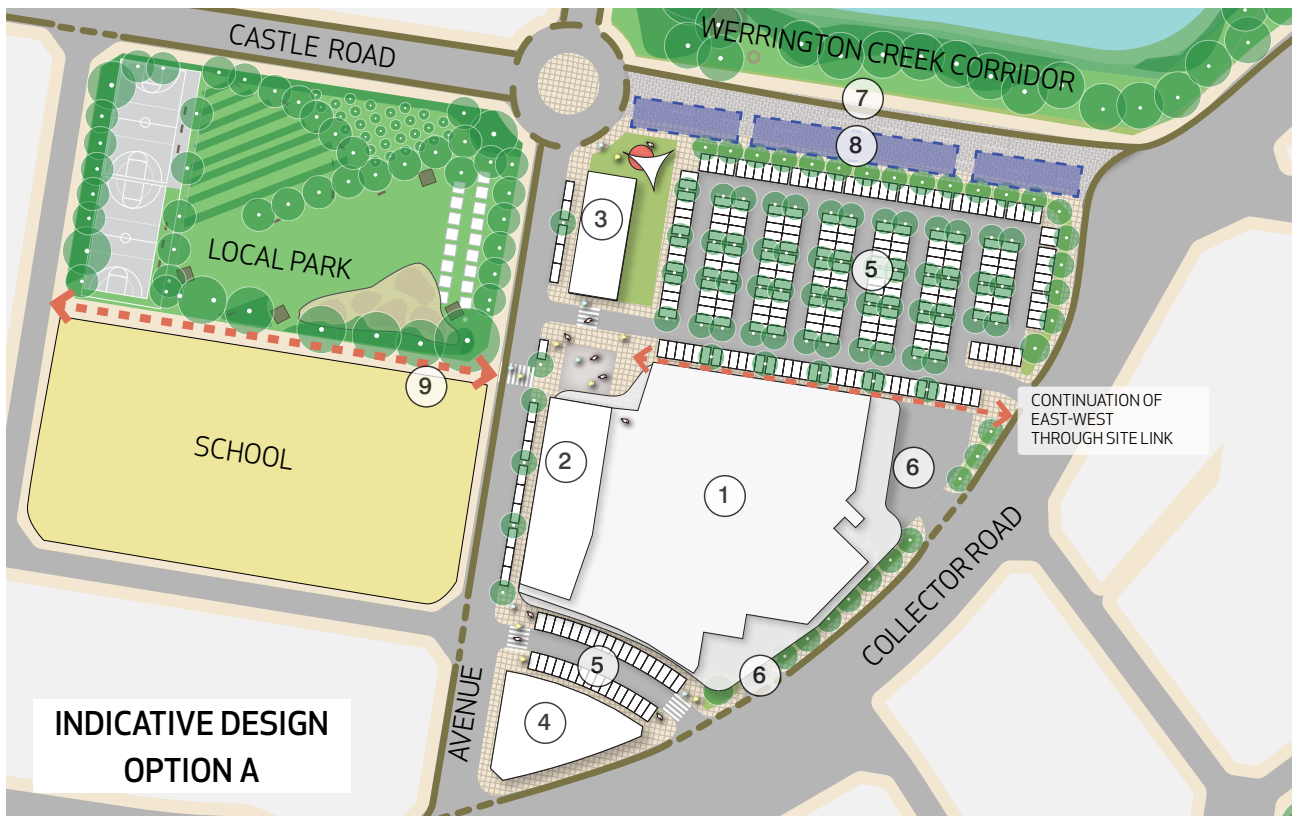 CASTLE ROAD
WERRINGTON CREEK CORRIDOR
7
8
3
5
LOCAL PARK
9
CONTINUATION OF
EAST-WEST
THROUGH SITE LINK
SCHOOL
2
1
6
COLLECTOR ROAD
5
6
AVENUE
4
INDICATIVE DESIGN
OPTION A